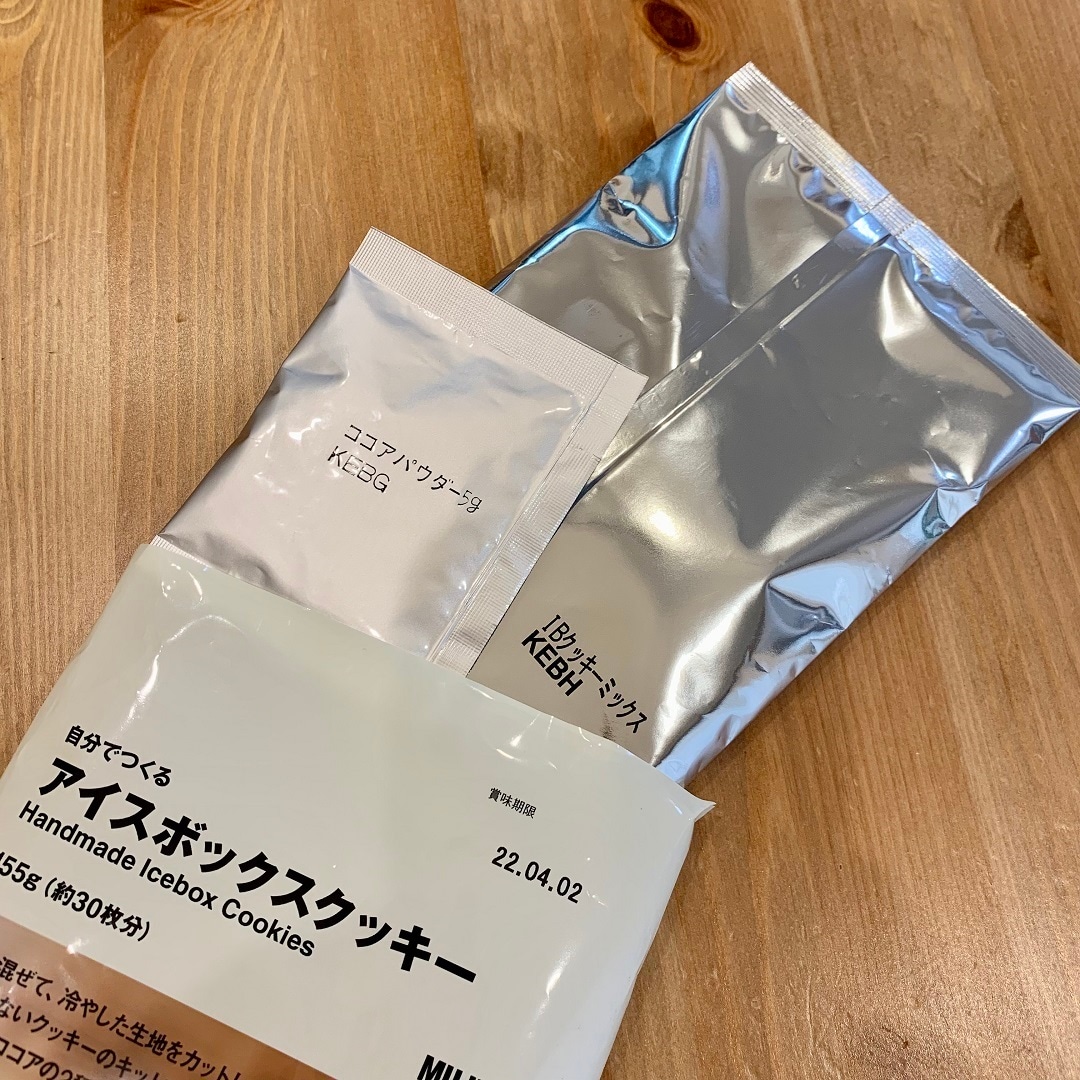 ココアパウダー5g
KEBG
IBクッキーミックス
KEBH
自分でつくる
アイスボックスクッキー
Handmade Icebox Cookies
155g (約30枚分)
賞味期限
22.04.02
混ぜて、冷やした生地をカットし
ないクッキーのキット
ココアの2